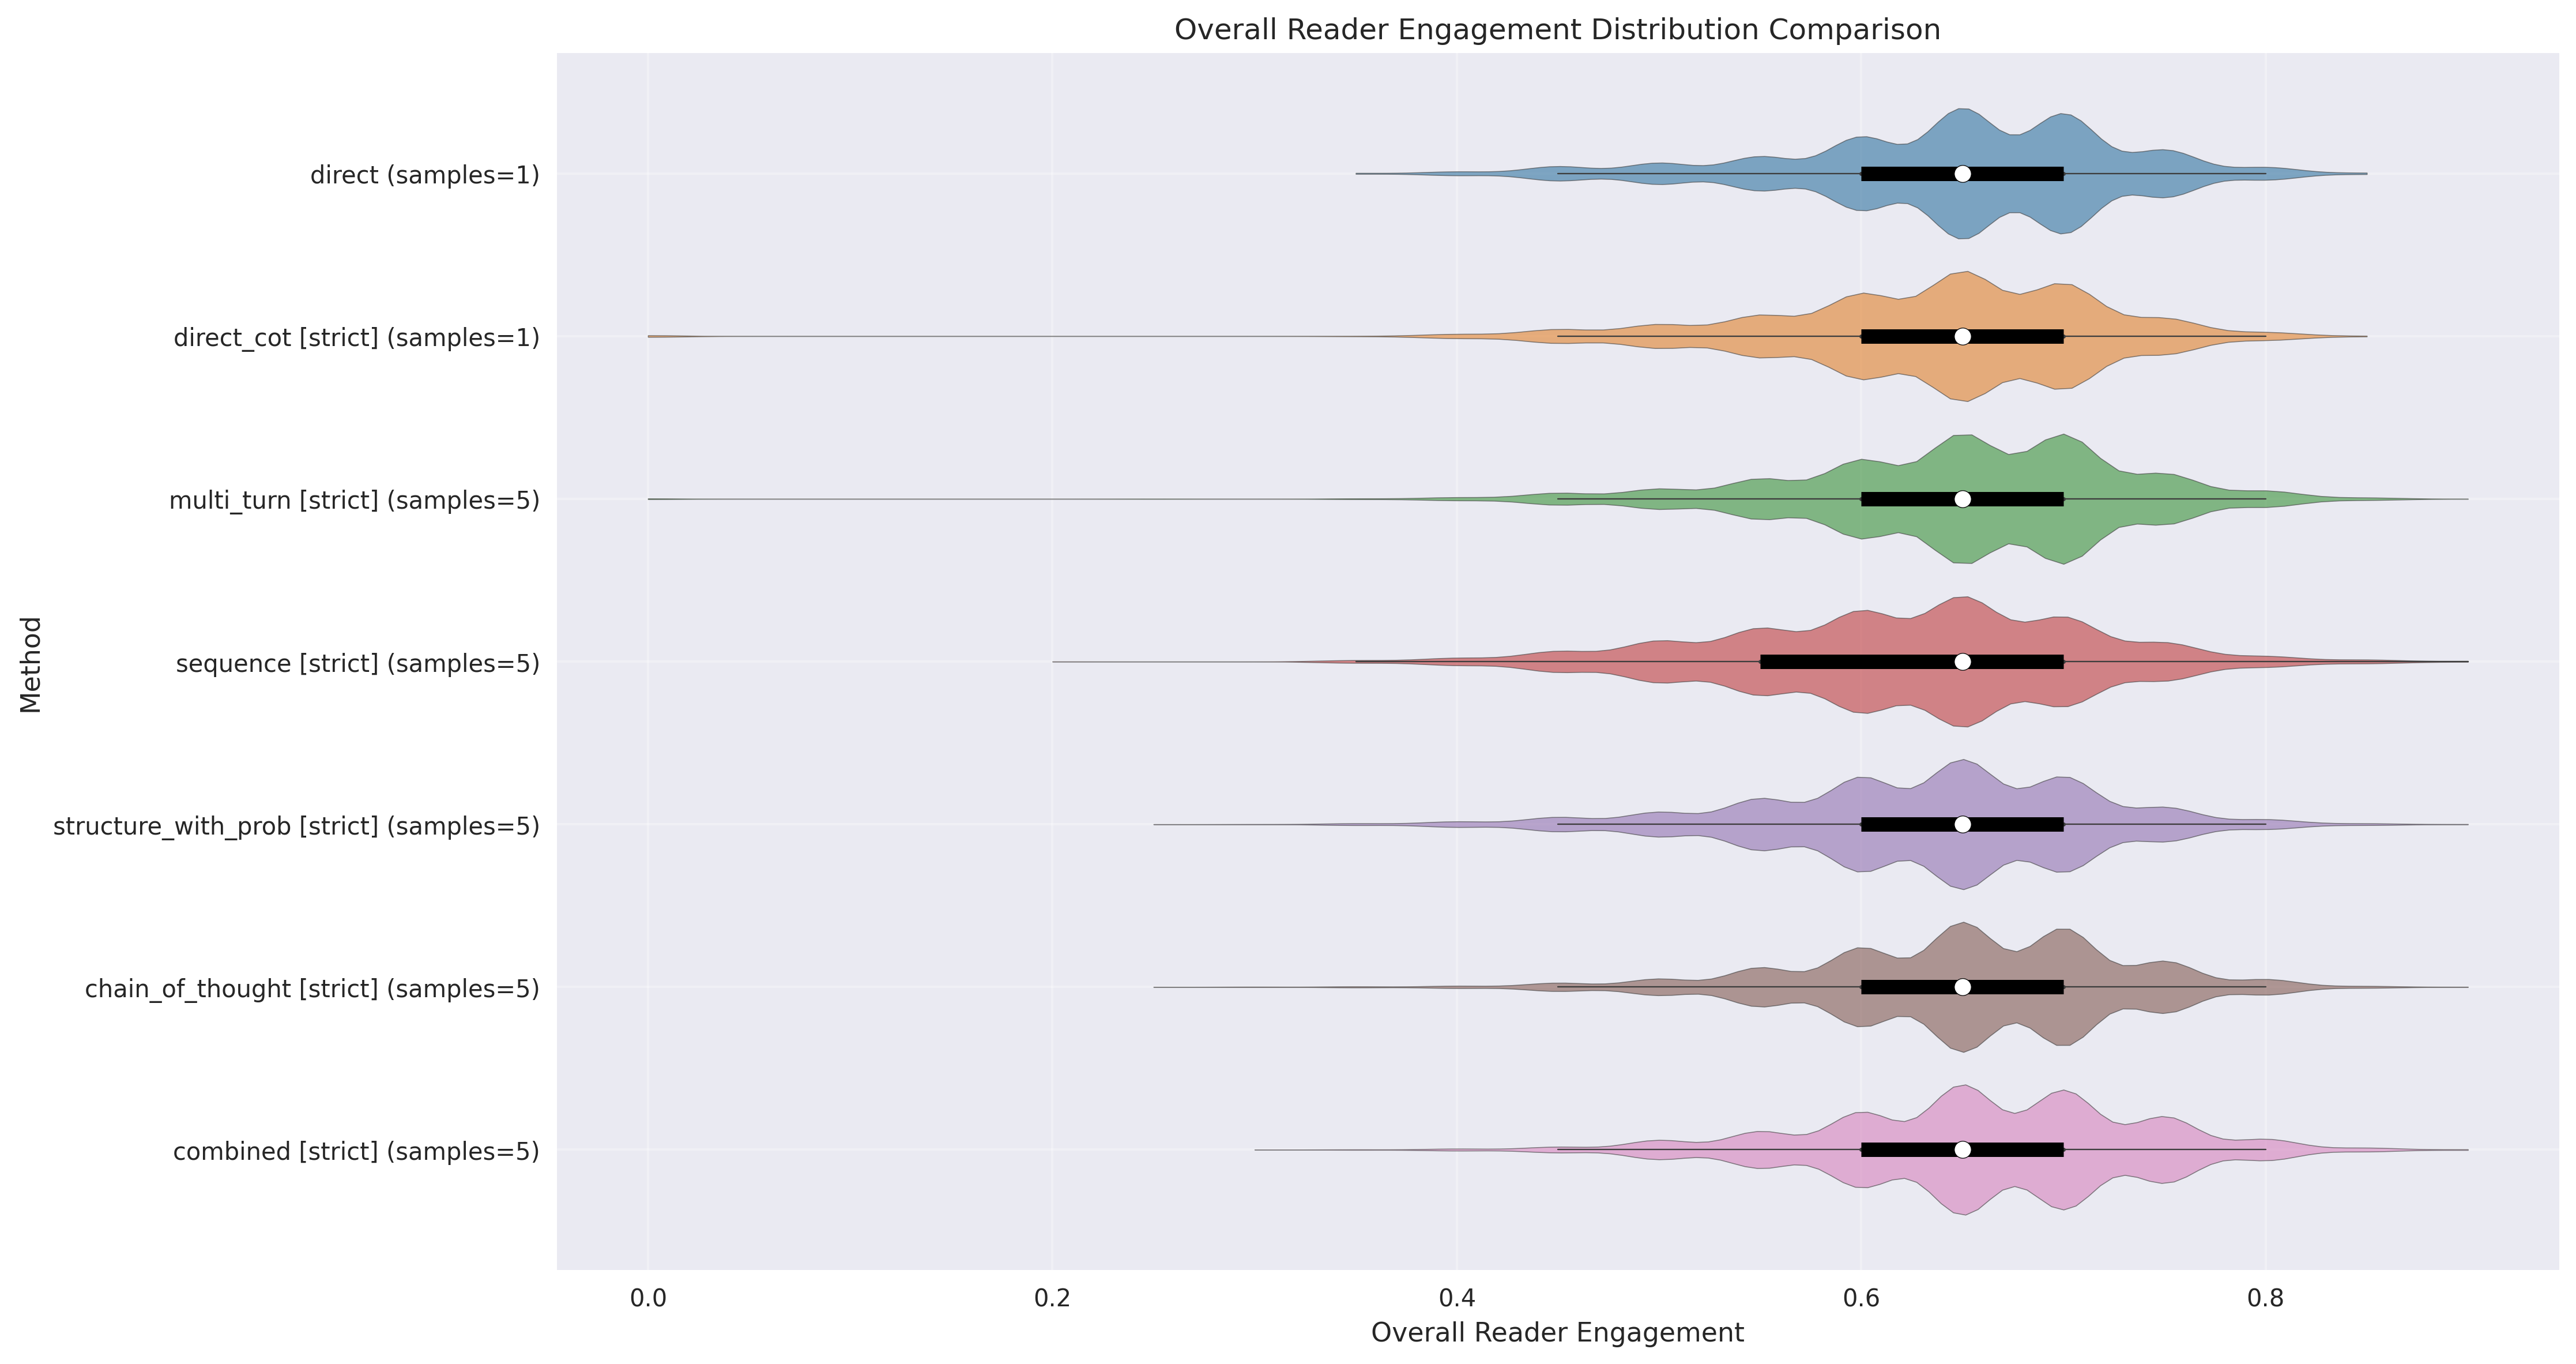 Overall Reader Engagement Distribution Comparison
direct (samples=1)
direct_cot [strict] (samples=1)
multi_turn [strict] (samples=5)
sequence [strict] (samples=5)
structure_with_prob [strict] (samples=5)
chain_of_thought [strict] (samples=5)
combined [strict] (samples=5)
Method
0.0 0.2 0.4 0.6 0.8
Overall Reader Engagement